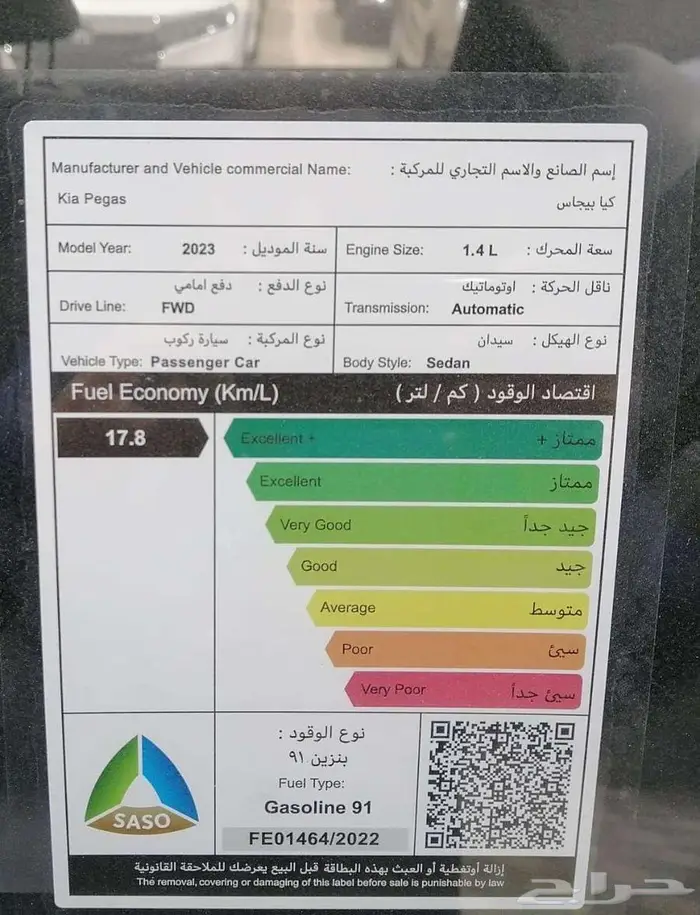 Manufacturer and Vehicle commercial Name: إسم الصانع والاسم التجاري للمركبة :
Kia Pegas كيا بيجاس
Model Year: 2023 سنة الموديل :
Engine Size: 1.4 L سعة المحرك :
نوع الدفع : دفع امامي
Drive Line: FWD
ناقل الحركة : اوتوماتيك
Transmission: Automatic
نوع المركبة : سيارة ركوب
Vehicle Type: Passenger Car
نوع الهيكل : سيدان
Body Style: Sedan
Fuel Economy (Km/L) اقتصاد الوقود ( كم / لتر )
17.8
Excellent + ممتاز +
Excellent ممتاز
Very Good جيد جداً
Good جيد
Average متوسط
Poor سيئ
Very Poor سيئ جداً
SASO
نوع الوقود :
بنزين ٩١
Fuel Type:
Gasoline 91
FE01464/2022
إزالة أوتغطية أو العبث بهذه البطاقة قبل البيع يعرضك للملاحقة القانونية
The removal, covering or damaging of this label before sale is punishable by law
حراج